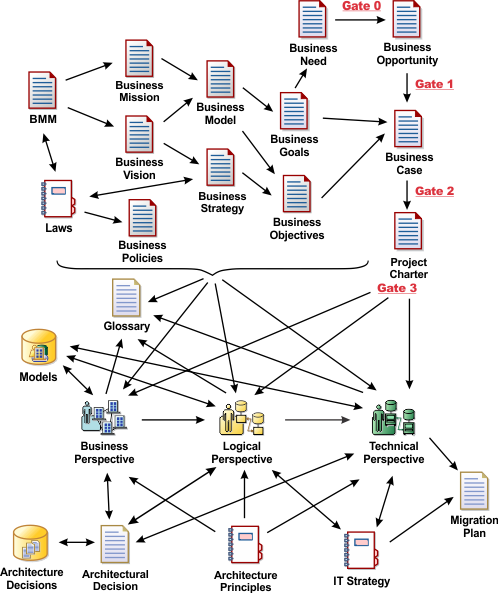 Gate 0
Business
Need
Business
Opportunity
Gate 1
BMM
Business
Mission
Business
Model
Business
Goals
Business
Case
Business
Vision
Gate 2
Laws
Business
Policies
Business
Strategy
Business
Objectives
Project
Charter
Gate 3
Glossary
Models
Business
Perspective
Logical
Perspective
Technical
Perspective
Migration
Plan
Architecture
Decisions
Architectural
Decision
Architecture
Principles
IT Strategy